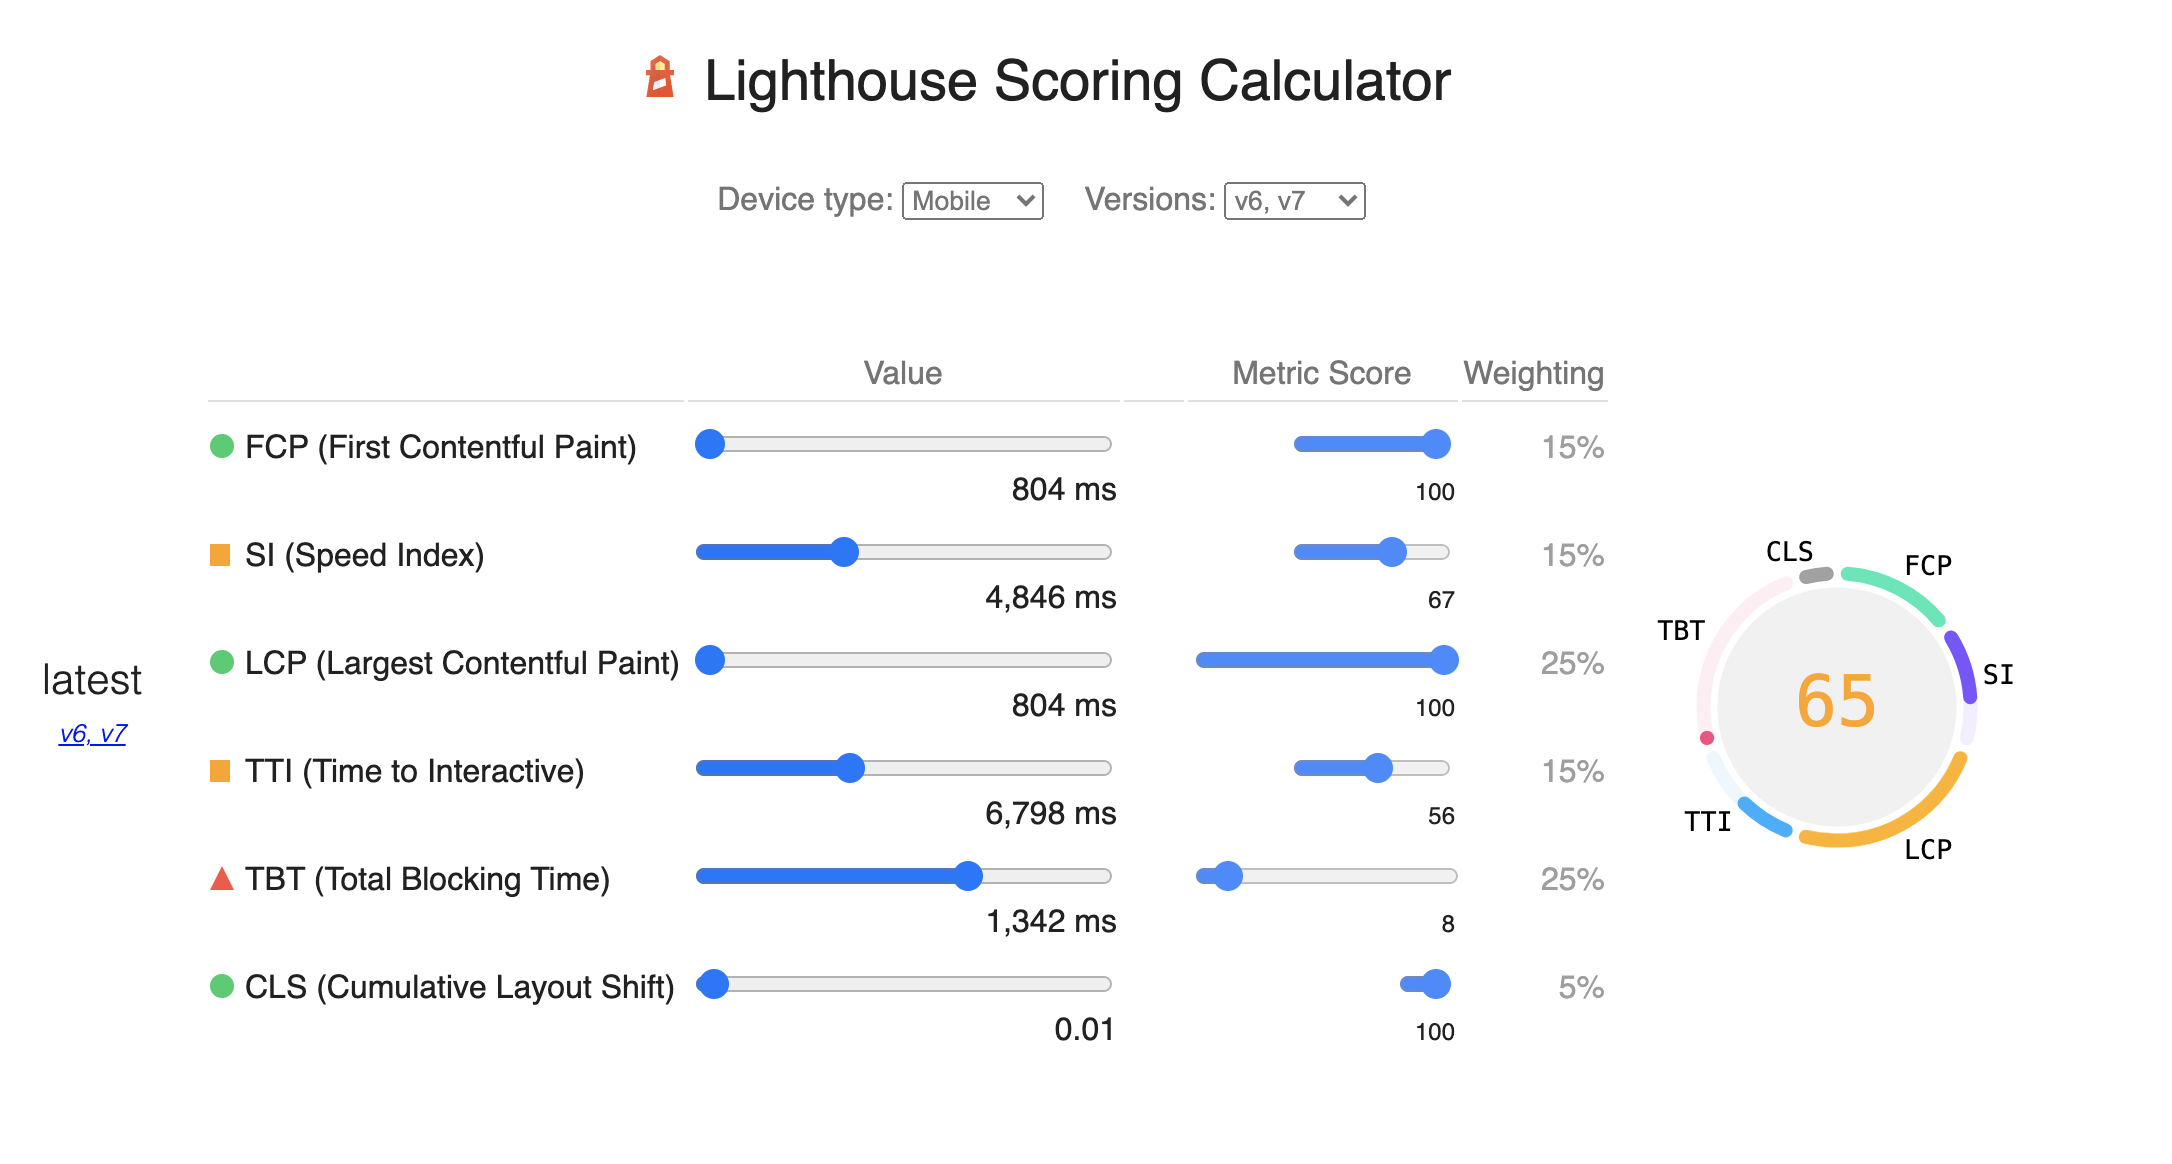 Lighthouse Scoring Calculator
Device type: Mobile Versions: v6, v7
Value Metric Score Weighting
latest
v6, v7
FCP (First Contentful Paint) 15%
804 ms 100
SI (Speed Index) 15%
4,846 ms 67
LCP (Largest Contentful Paint) 25%
804 ms 100
TTI (Time to Interactive) 15%
6,798 ms 56
TBT (Total Blocking Time) 25%
1,342 ms 8
CLS (Cumulative Layout Shift) 5%
0.01 100
CLS
FCP
TBT
SI
65
TTI
LCP